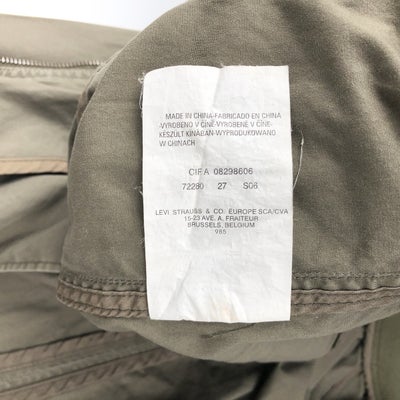 MADE IN CHINA-FABRICADO EN CHINA
-VYROBENO V ČÍNĚ-VYROBENÉ V ČÍNE-
KÉSZÜLT KÍNÁBAN-WYPRODUKOWANO
W CHINACH
CIF A 08298606
72280 27 S06
LEVI STRAUSS & CO. EUROPE SCA/CVA
15-23 AVE. A. FRAITEUR
BRUSSELS, BELGIUM
985